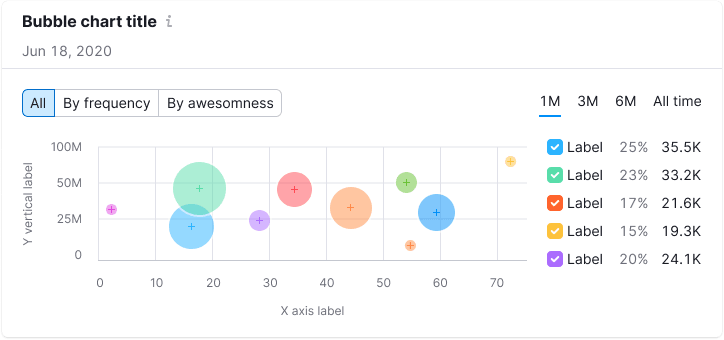 Bubble chart title
Jun 18, 2020
All By frequency By awesomness
1M 3M 6M All time
Y vertical label
100M
50M
25M
0
0 10 20 30 40 50 60 70
X axis label
Label 25% 35.5K
Label 23% 33.2K
Label 17% 21.6K
Label 15% 19.3K
Label 20% 24.1K